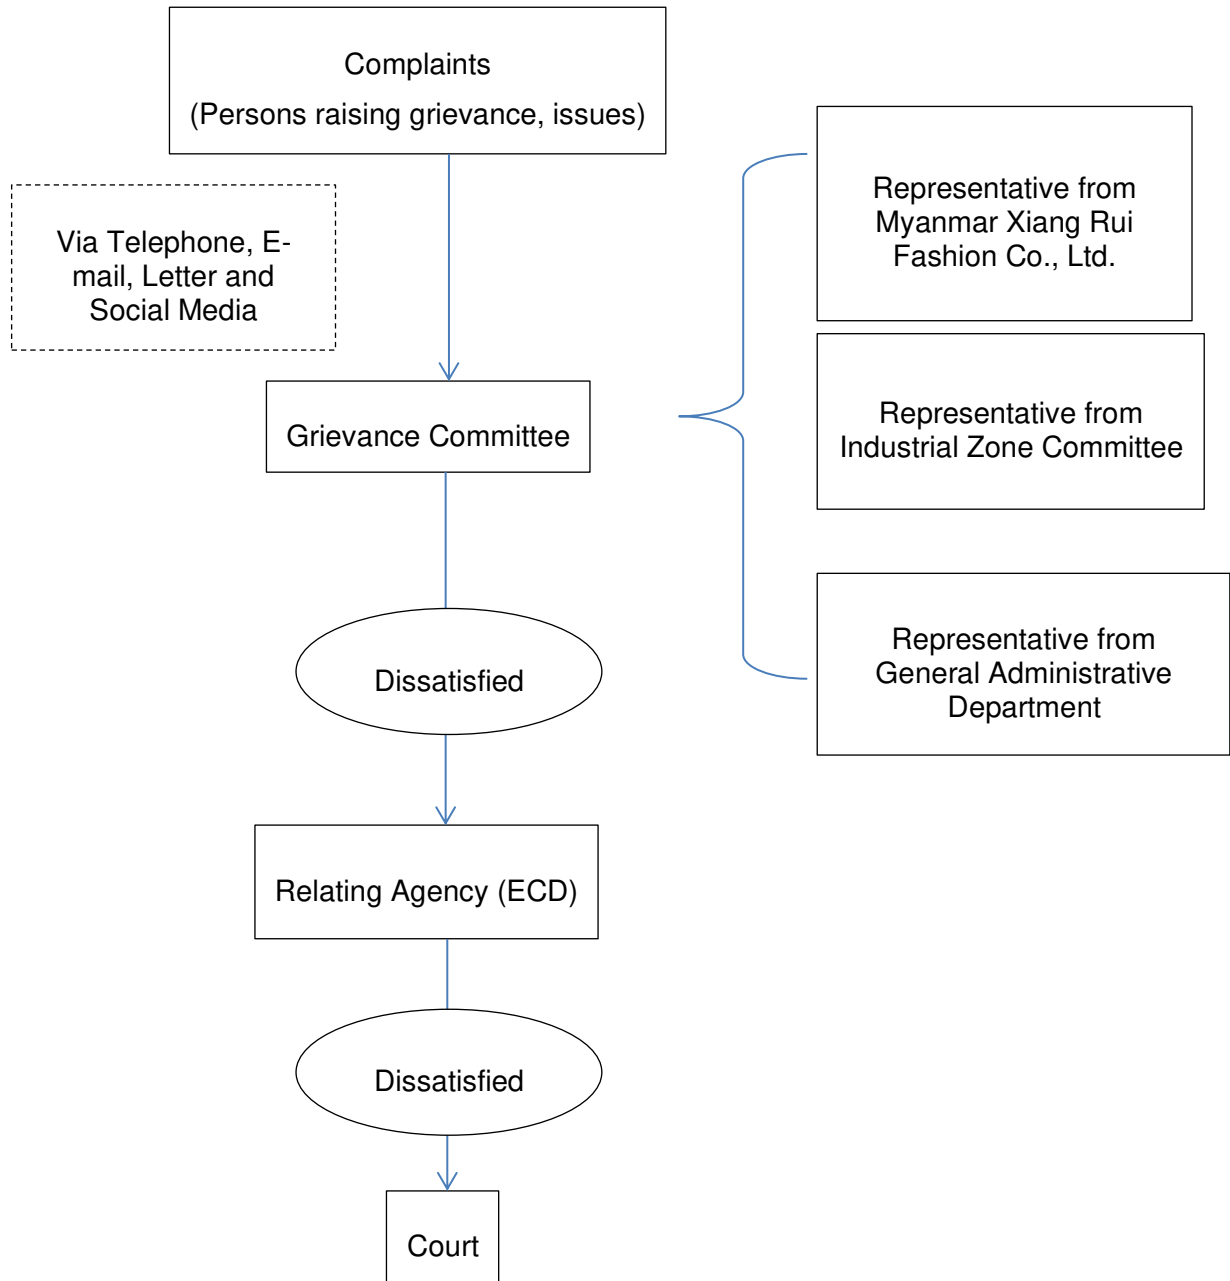 Complaints
(Persons raising grievance, issues)
Via Telephone, E-
mail, Letter and
Social Media
Grievance Committee
Representative from
Myanmar Xiang Rui
Fashion Co., Ltd.
Representative from
Industrial Zone Committee
Representative from
General Administrative
Department
Dissatisfied
Relating Agency (ECD)
Dissatisfied
Court